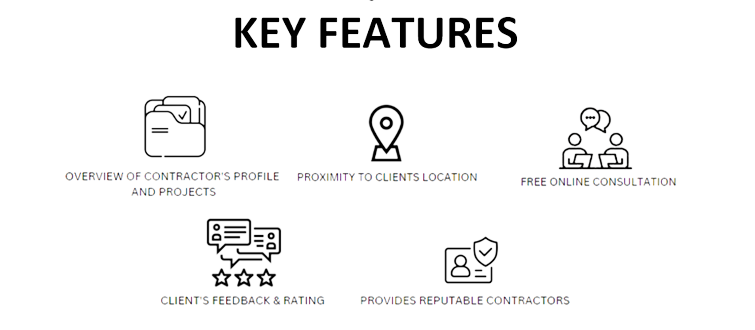 KEY FEATURES
OVERVIEW OF CONTRACTOR'S PROFILE
AND PROJECTS
PROXIMITY TO CLIENTS LOCATION
FREE ONLINE CONSULTATION
CLIENT'S FEEDBACK & RATING
PROVIDES REPUTABLE CONTRACTORS